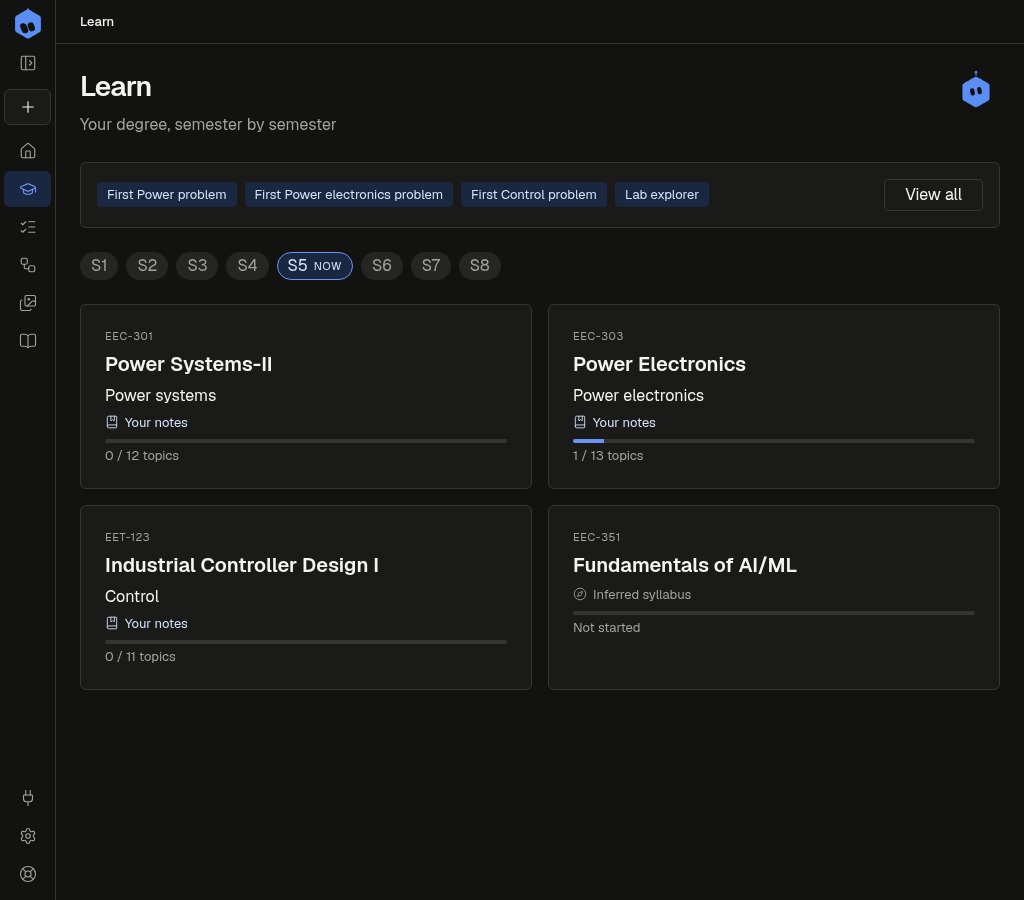 Learn
Learn
Your degree, semester by semester
First Power problem First Power electronics problem First Control problem Lab explorer View all
S1 S2 S3 S4 S5 NOW S6 S7 S8
EEC-301
Power Systems-II
Power systems
Your notes
0 / 12 topics
EEC-303
Power Electronics
Power electronics
Your notes
1 / 13 topics
EET-123
Industrial Controller Design I
Control
Your notes
0 / 11 topics
EEC-351
Fundamentals of AI/ML
Inferred syllabus
Not started